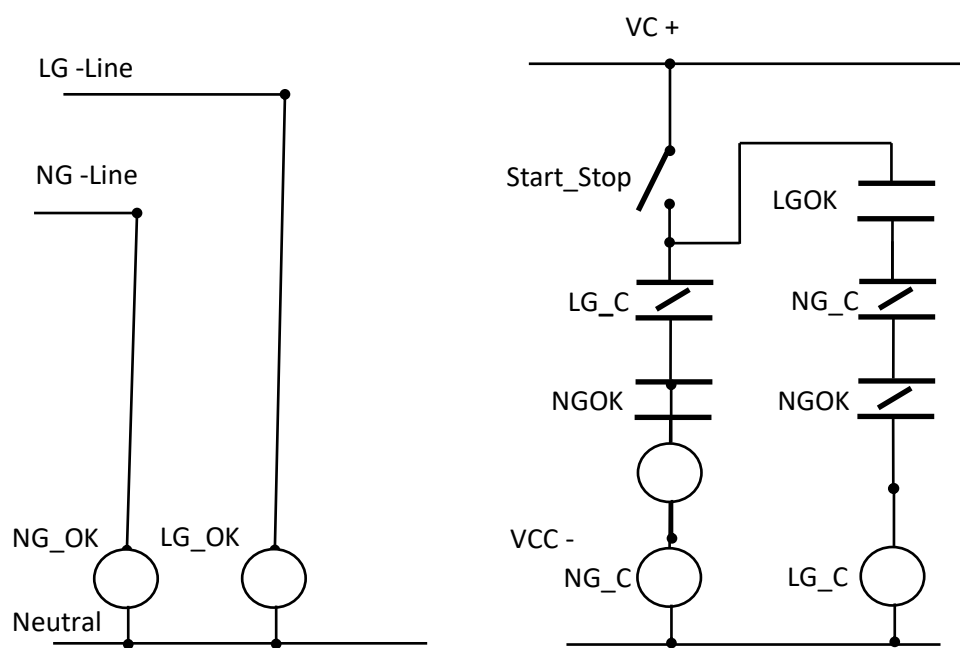 LG -Line
NG -Line
NG_OK
LG_OK
Neutral
VC +
Start_Stop
LGOK
LG_C
NG_C
NGOK
NGOK
VCC -
NG_C
LG_C